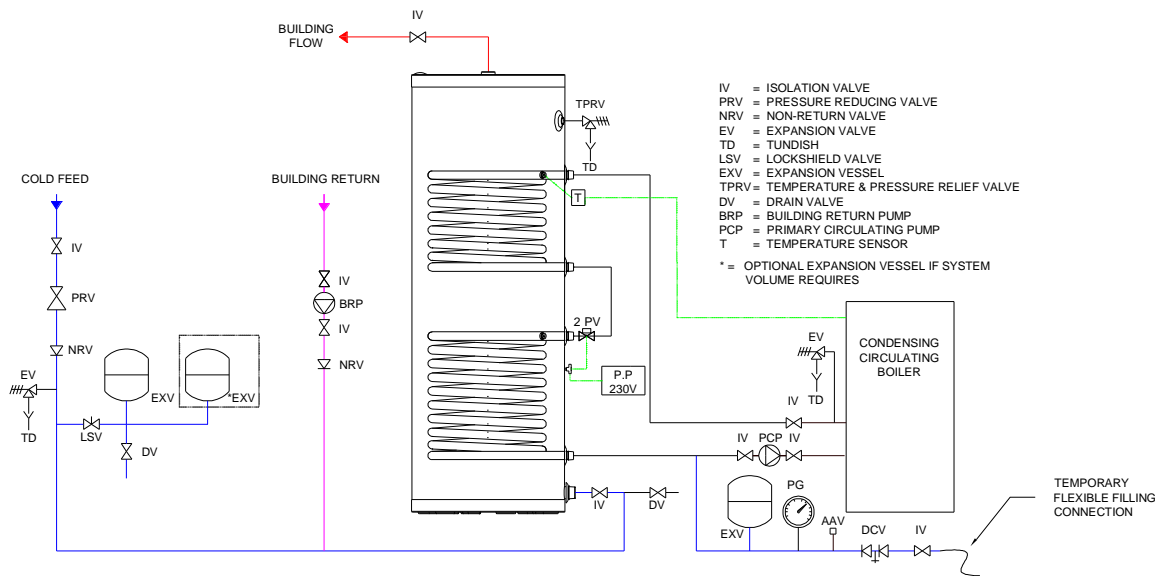 IV
BUILDING
FLOW
IV = ISOLATION VALVE
PRV = PRESSURE REDUCING VALVE
NRV = NON-RETURN VALVE
EV = EXPANSION VALVE
TD = TUNDISH
LSV = LOCKSHIELD VALVE
EXV = EXPANSION VESSEL
TPRV= TEMPERATURE & PRESSURE RELIEF VALVE
DV = DRAIN VALVE
BRP = BUILDING RETURN PUMP
PCP = PRIMARY CIRCULATING PUMP
T = TEMPERATURE SENSOR
* = OPTIONAL EXPANSION VESSEL IF SYSTEM
VOLUME REQUIRES
TPRV
TD
COLD FEED
BUILDING RETURN
T
IV
IV
PRV
BRP
IV
NRV
NRV
EV
EXV
*EXV
TD
LSV
DV
2 PV
P.P
230V
EV
TD
CONDENSING
CIRCULATING
BOILER
IV
IV
PCP
IV
IV
DV
EXV
PG
AAV
DCV
IV
TEMPORARY
FLEXIBLE FILLING
CONNECTION